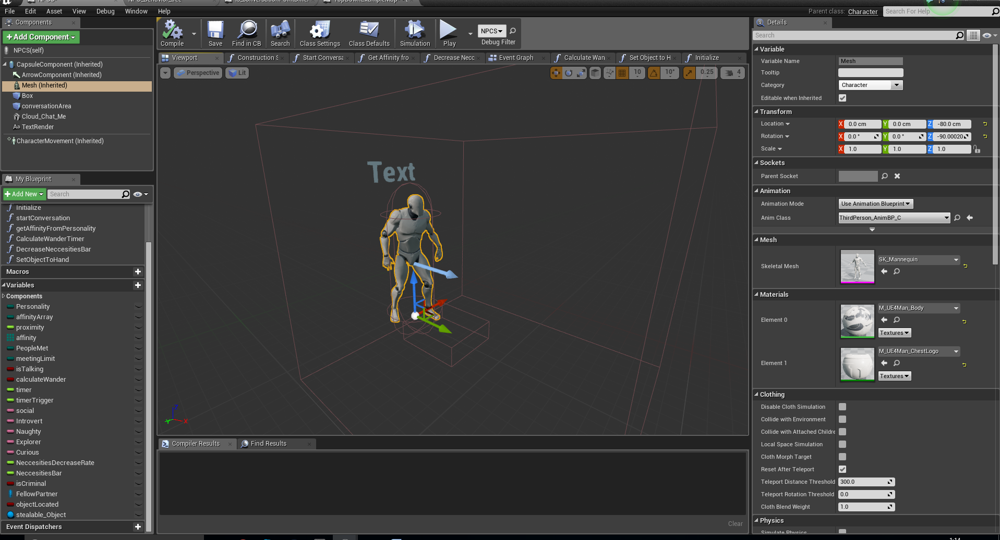 File Edit Asset View Debug Window Help
Parent class: Character
Search For Help
Components
Add Component
NPCS(self)
CapsuleComponent (Inherited)
ArrowComponent (Inherited)
Mesh (Inherited)
Box
conversationArea
Cloud_Chat_Me
TextRender
CharacterMovement (Inherited)
My Blueprint
Add New
Search
Initialize
startConversation
getAffinityFromPersonality
CalculateWanderTimer
DecreaseNeccesitiesBar
SetObjectToHand
Macros
Variables
Components
Personality
affinityArray
proximity
affinity
PeopleMet
meetingLimit
isTalking
calculateWander
timer
timerTrigger
social
Introvert
Naughty
Explorer
Curious
NeccesitiesDecreaseRate
NeccesitiesBar
isCriminal
FellowPartner
objectLocated
stealable_Object
Event Dispatchers
Compile
Save
Find in CB
Search
Class Settings
Class Defaults
Simulation
Play
NPCS
Debug Filter
Viewport
Construction S
Start Conversa
Get Affinity fro
Decrease Necc
Event Graph
Calculate Wan
Set Object to H
Initialize
Perspective
Lit
10
10°
0.25
4
Text
Z
Y
X
Compiler Results
Find Results
Clear
Details
Search
Variable
Variable Name Mesh
Tooltip
Category Character
Editable when Inherited
Transform
Location X 0.0 cm Y 0.0 cm Z -80.0 cm
Rotation X 0.0 ° Y 0.0 ° Z -90.00020
Scale X 1.0 Y 1.0 Z 1.0
Sockets
Parent Socket
Animation
Animation Mode Use Animation Blueprint
Anim Class ThirdPerson_AnimBP_C
Mesh
Skeletal Mesh SK_Mannequin
Materials
Element 0 M_UE4Man_Body
Textures
Element 1 M_UE4Man_ChestLogo
Textures
Clothing
Disable Cloth Simulation
Collide with Environment
Collide with Attached Childre
Local Space Simulation
Cloth Morph Target
Reset After Teleport
Teleport Distance Threshold 300.0
Teleport Rotation Threshold 0.0
Cloth Blend Weight 1.0
Physics
Simulate Physics